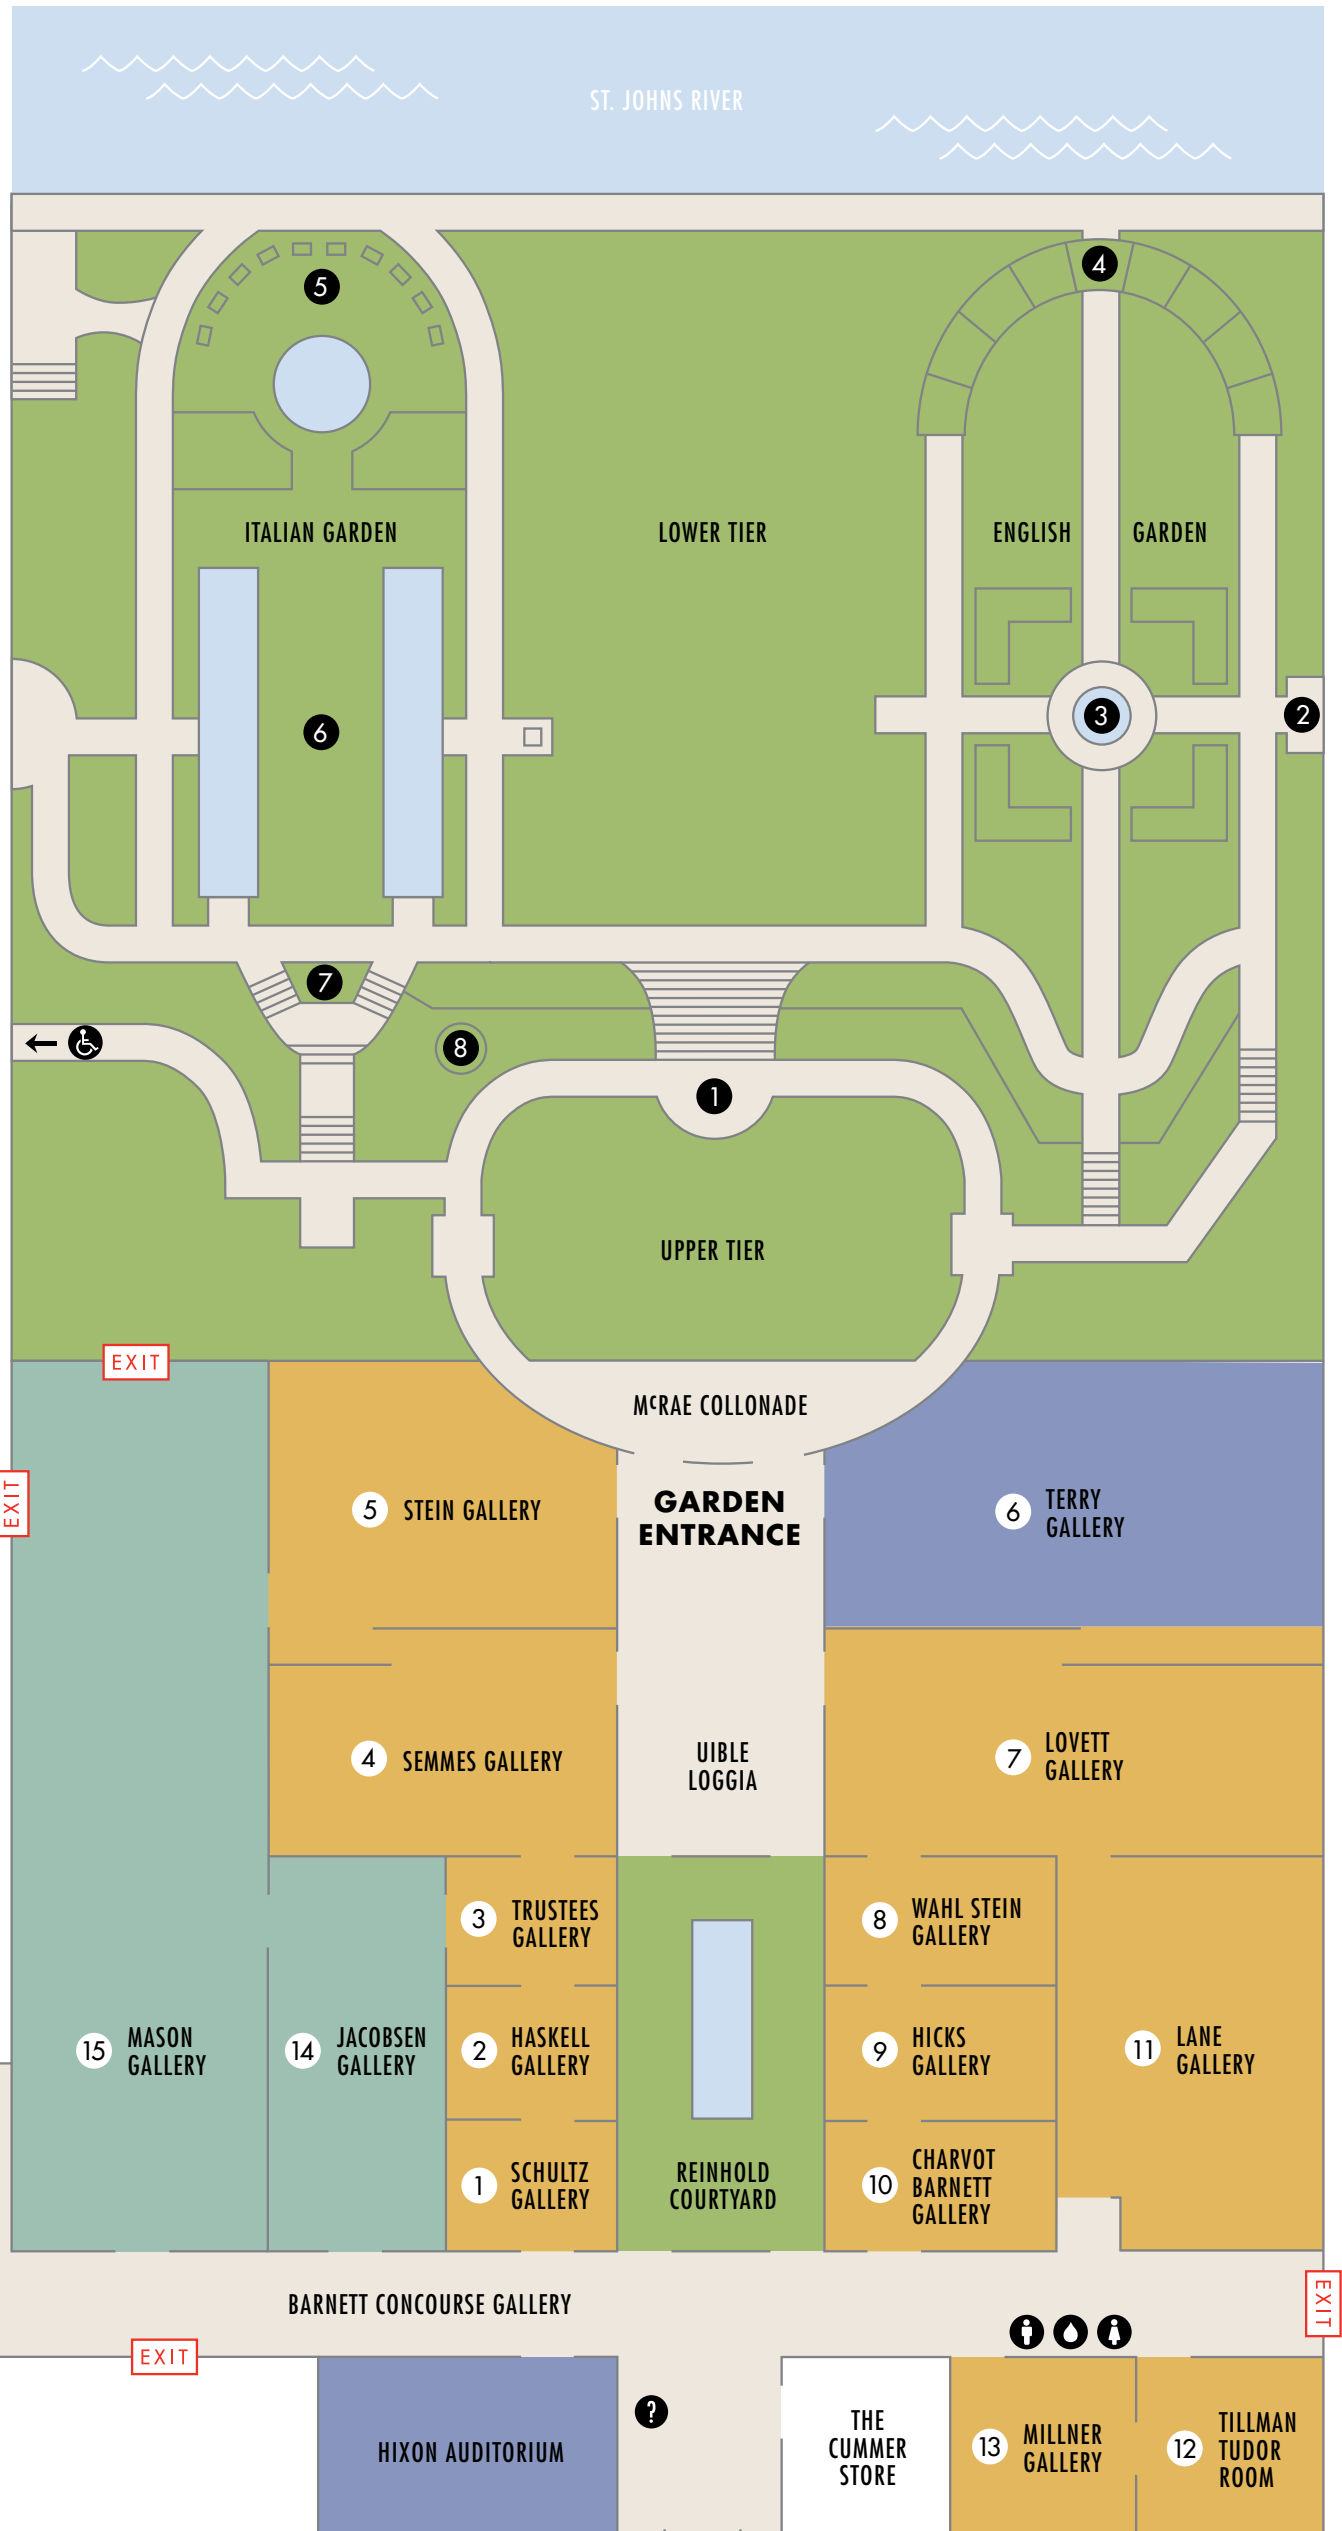 ST. JOHNS RIVER
4
5
ITALIAN GARDEN
LOWER TIER
ENGLISH GARDEN
6
3
2
7
8
1
UPPER TIER
EXIT
McRAE COLLONADE
EXIT
GARDEN
ENTRANCE
5 STEIN GALLERY
6 TERRY
GALLERY
4 SEMMES GALLERY
UIBLE
LOGGIA
7 LOVETT
GALLERY
3 TRUSTEES
GALLERY
8 WAHL STEIN
GALLERY
15 MASON
GALLERY
14 JACOBSEN
GALLERY
2 HASKELL
GALLERY
9 HICKS
GALLERY
11 LANE
GALLERY
1 SCHULTZ
GALLERY
REINHOLD
COURTYARD
10 CHARVOT
BARNETT
GALLERY
BARNETT CONCOURSE GALLERY
EXIT
EXIT
?
HIXON AUDITORIUM
THE
CUMMER
STORE
13 MILLNER
GALLERY
12 TILLMAN
TUDOR
ROOM